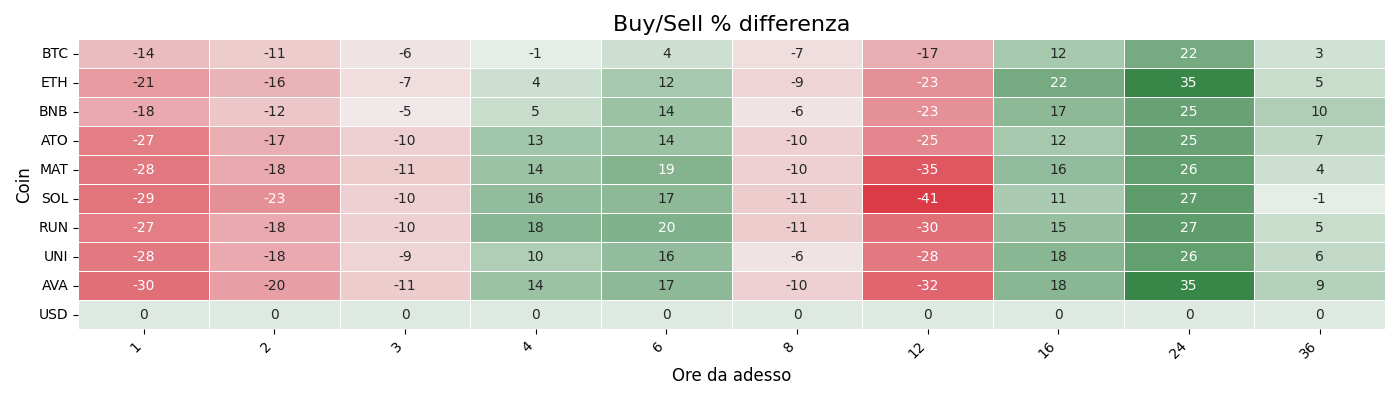 Buy/Sell % differenza
Coin
BTC -14 -11 -6 -1 4 -7 -17 12 22 3
ETH -21 -16 -7 4 12 -9 -23 22 35 5
BNB -18 -12 -5 5 14 -6 -23 17 25 10
ATO -27 -17 -10 13 14 -10 -25 12 25 7
MAT -28 -18 -11 14 19 -10 -35 16 26 4
SOL -29 -23 -10 16 17 -11 -41 11 27 -1
RUN -27 -18 -10 18 20 -11 -30 15 27 5
UNI -28 -18 -9 10 16 -6 -28 18 26 6
AVA -30 -20 -11 14 17 -10 -32 18 35 9
USD 0 0 0 0 0 0 0 0 0 0
1 2 3 4 6 8 12 16 24 36
Ore da adesso